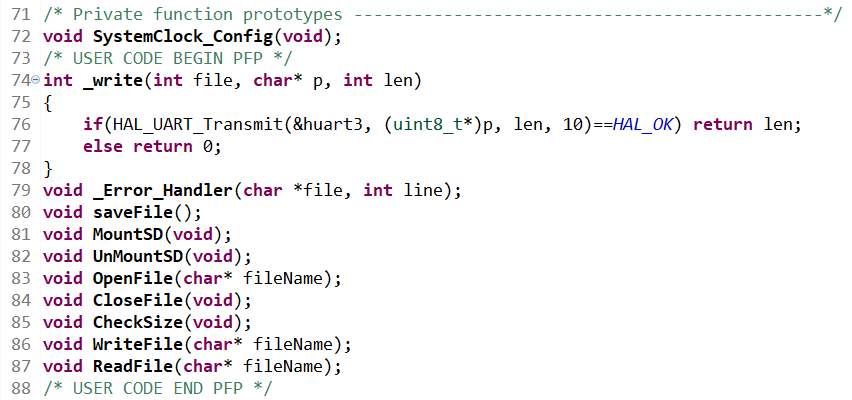 71 /* Private function prototypes -----------------------------------------------*/
72 void SystemClock_Config(void);
73 /* USER CODE BEGIN PFP */
74 int _write(int file, char* p, int len)
75 {
76     if(HAL_UART_Transmit(&huart3, (uint8_t*)p, len, 10)==HAL_OK) return len;
77     else return 0;
78 }
79 void _Error_Handler(char *file, int line);
80 void saveFile();
81 void MountSD(void);
82 void UnMountSD(void);
83 void OpenFile(char* fileName);
84 void CloseFile(void);
85 void CheckSize(void);
86 void WriteFile(char* fileName);
87 void ReadFile(char* fileName);
88 /* USER CODE END PFP */